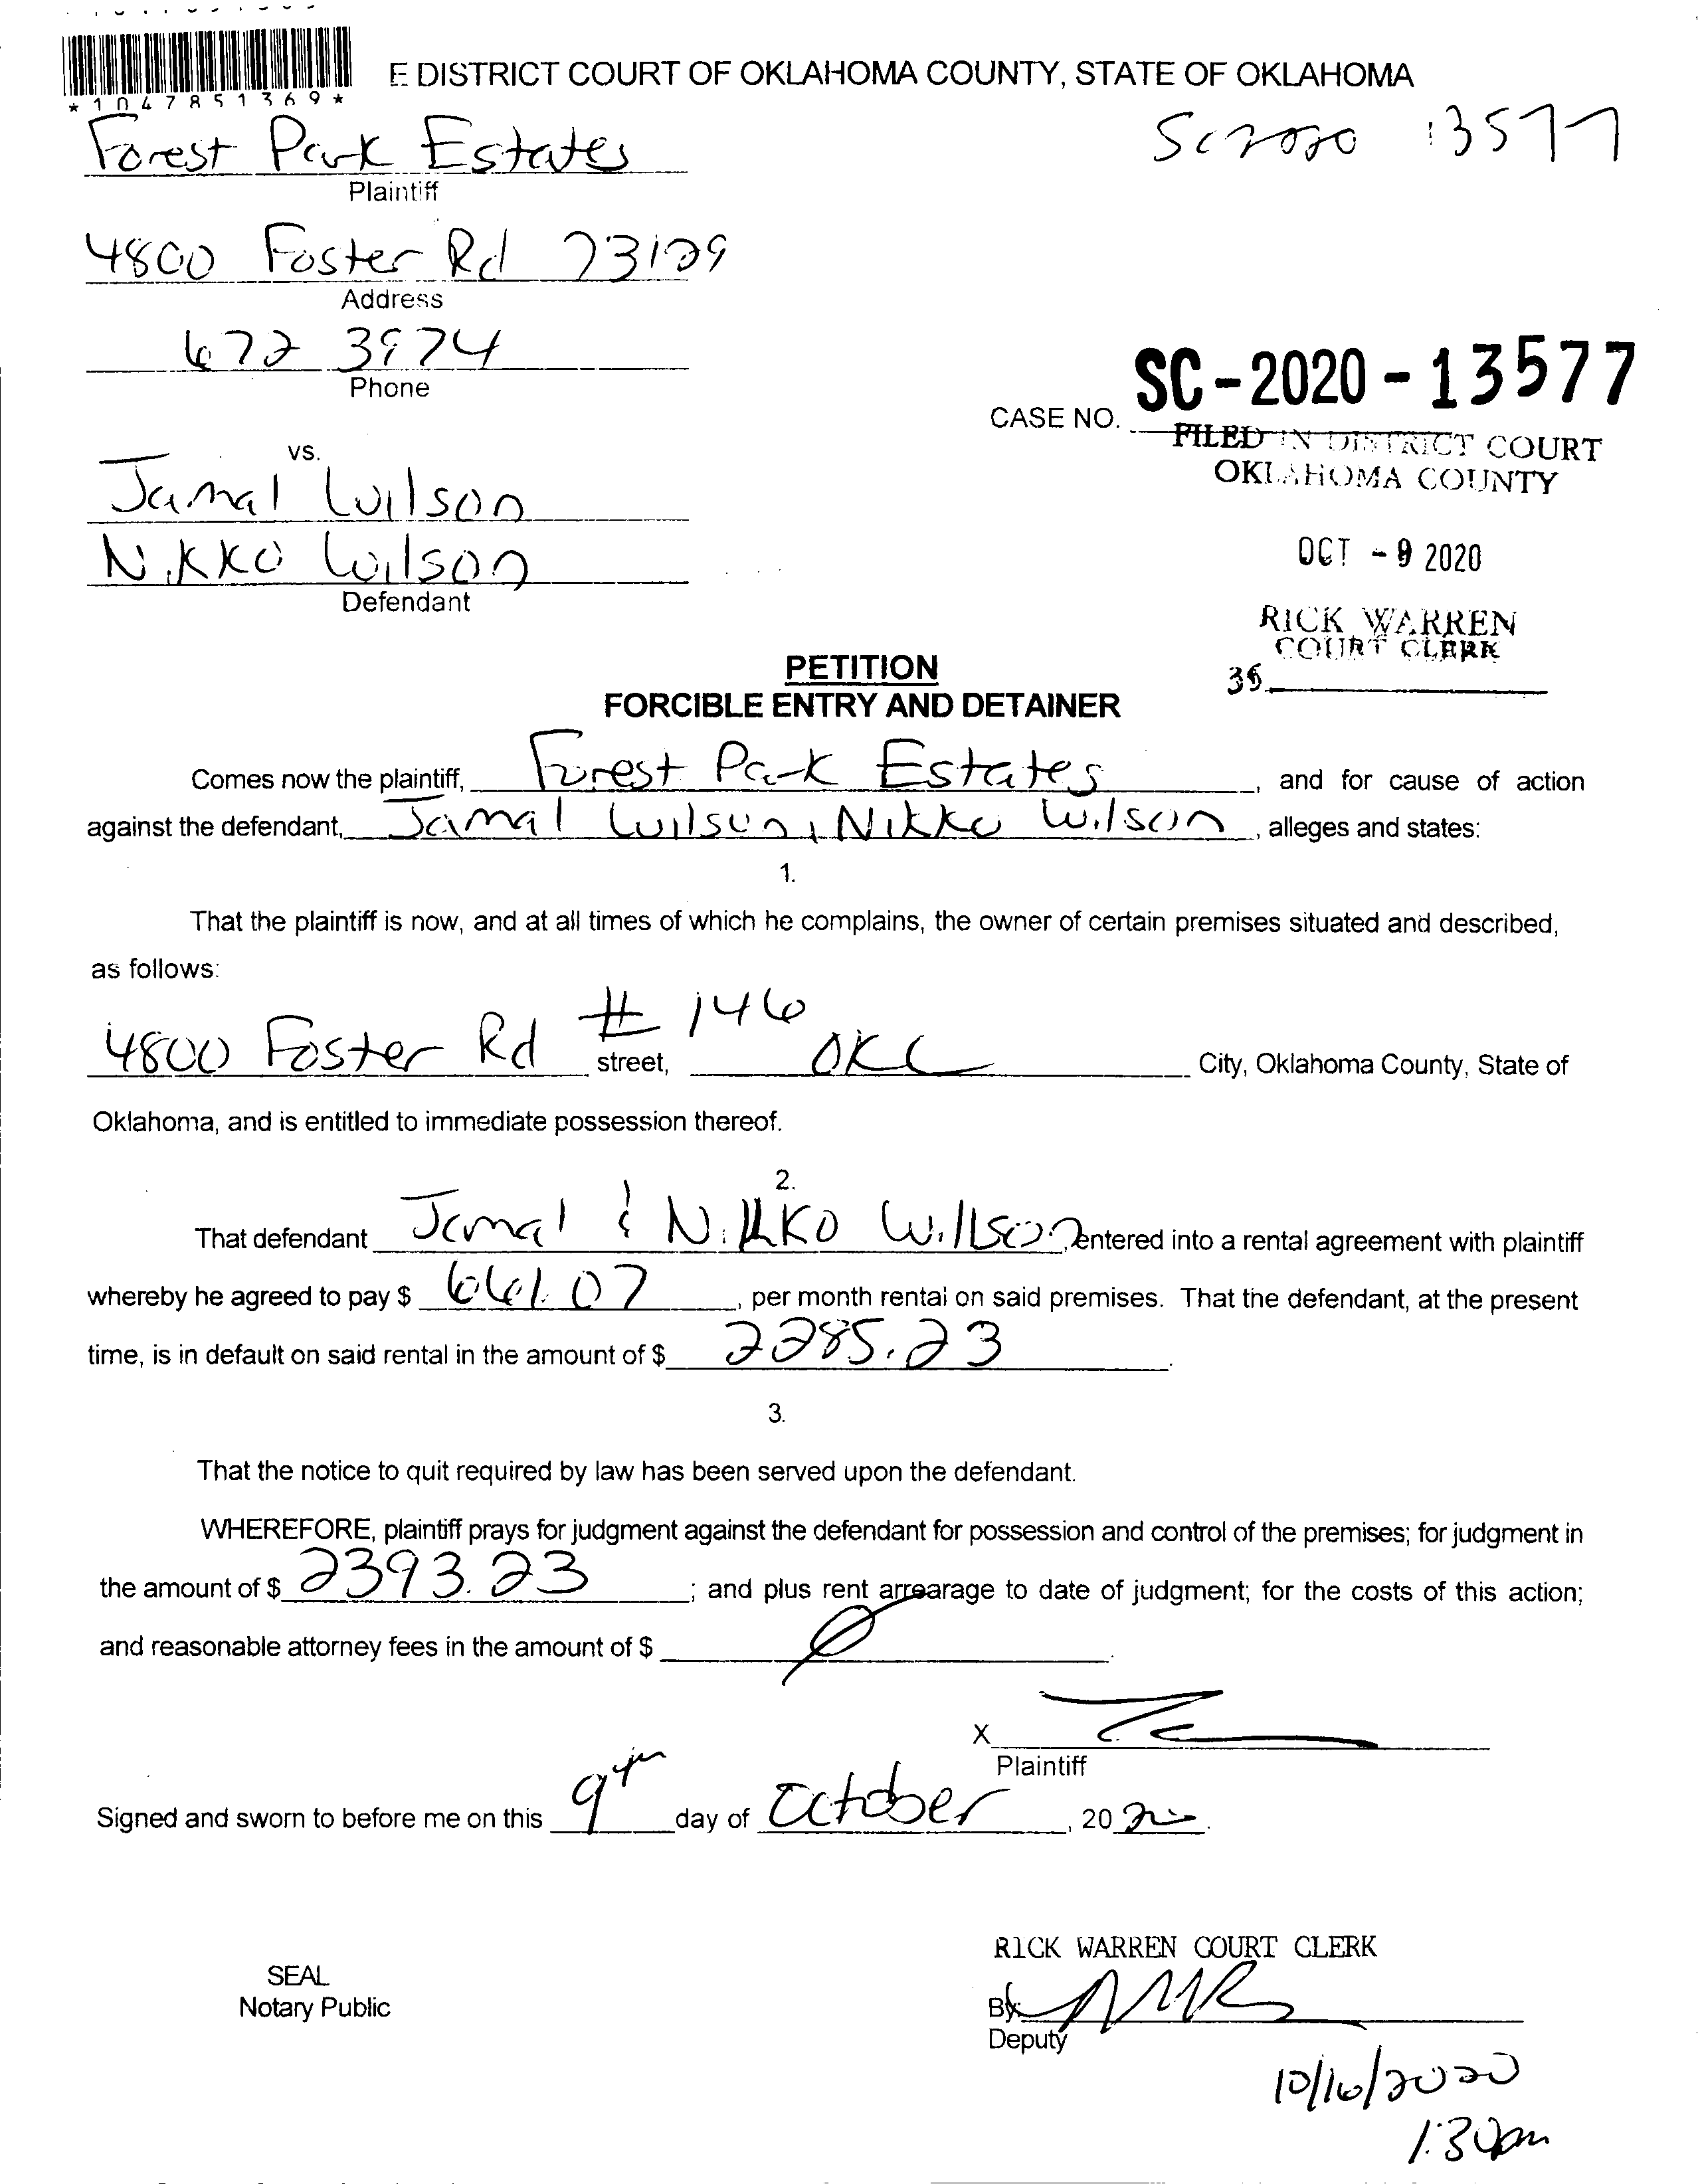 *1047851369*
E DISTRICT COURT OF OKLAHOMA COUNTY, STATE OF OKLAHOMA
Forest Park Estates
SC2020 13577
Plaintiff
4800 Foster Rd 73129
Address
672 3974
Phone
SC-2020-13577
CASE NO.
FILED IN DISTRICT COURT
OKLAHOMA COUNTY
vs.
Jamal Wilson
Nikko Wilson
Defendant
OCT - 9 2020
RICK WARREN
COURT CLERK
PETITION
FORCIBLE ENTRY AND DETAINER
Comes now the plaintiff, Forest Park Estates, and for cause of action
against the defendant, Jamal Wilson, Nikko Wilson, alleges and states:
1.
That the plaintiff is now, and at all times of which he complains, the owner of certain premises situated and described,
as follows:
4800 Foster Rd # 146 street, OKC City, Oklahoma County, State of
Oklahoma, and is entitled to immediate possession thereof.
2.
That defendant Jamal & Nikko Willson, entered into a rental agreement with plaintiff
whereby he agreed to pay $ 661.07, per month rental on said premises. That the defendant, at the present
time, is in default on said rental in the amount of $ 2285.23.
3.
That the notice to quit required by law has been served upon the defendant.
WHEREFORE, plaintiff prays for judgment against the defendant for possession and control of the premises; for judgment in
the amount of $ 2393.23; and plus rent arrearage to date of judgment; for the costs of this action;
and reasonable attorney fees in the amount of $ 0.
X
Plaintiff
Signed and sworn to before me on this 9th day of October, 2020.
RICK WARREN COURT CLERK
SEAL
Notary Public
By:
Deputy
10/16/2020
1:30pm